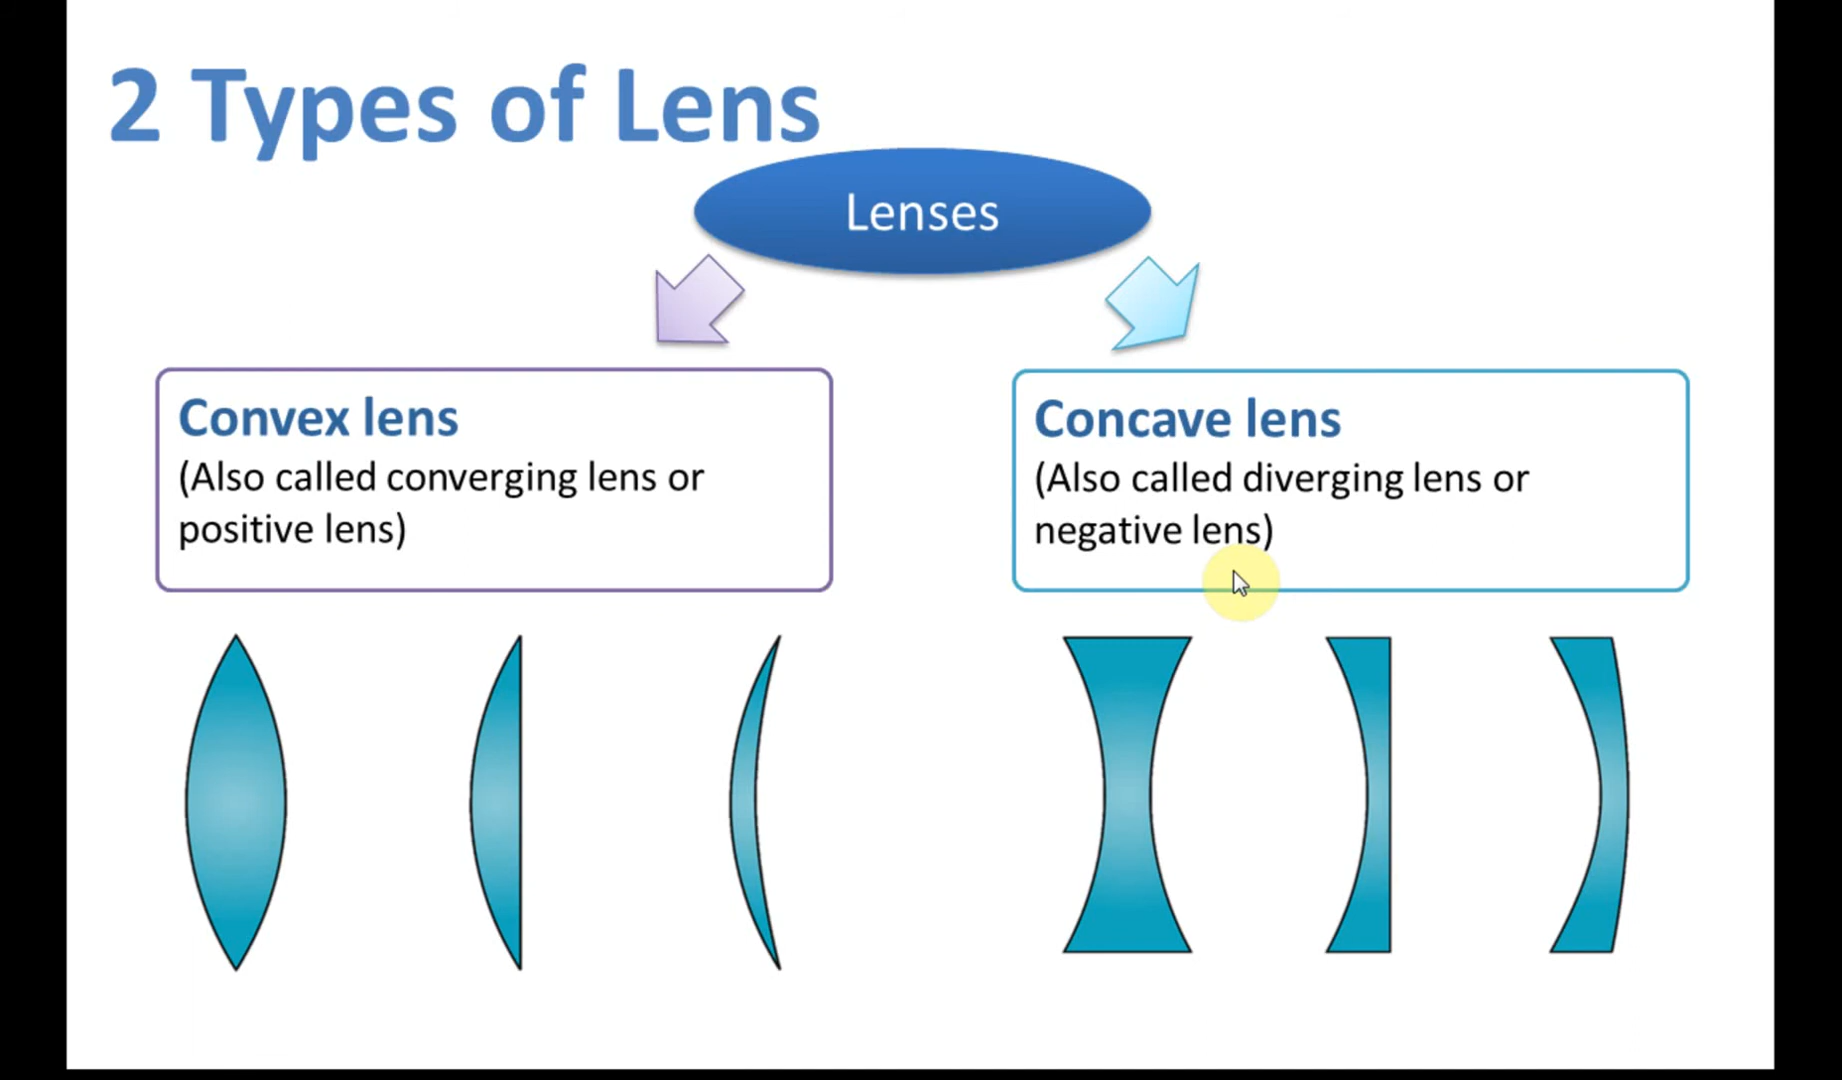 2 Types of Lens
Lenses
Convex lens
(Also called converging lens or
positive lens)
Concave lens
(Also called diverging lens or
negative lens)